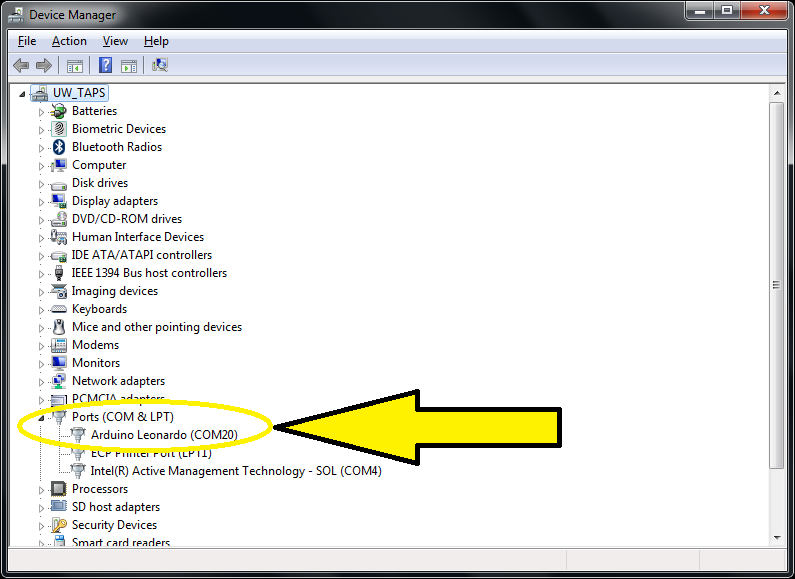 Device Manager
File Action View Help
UW_TAPS
Batteries
Biometric Devices
Bluetooth Radios
Computer
Disk drives
Display adapters
DVD/CD-ROM drives
Human Interface Devices
IDE ATA/ATAPI controllers
IEEE 1394 Bus host controllers
Imaging devices
Keyboards
Mice and other pointing devices
Modems
Monitors
Network adapters
PCMCIA adapters
Ports (COM & LPT)
Arduino Leonardo (COM20)
ECP Printer Port (LPT1)
Intel(R) Active Management Technology - SOL (COM4)
Processors
SD host adapters
Security Devices
Smart card readers